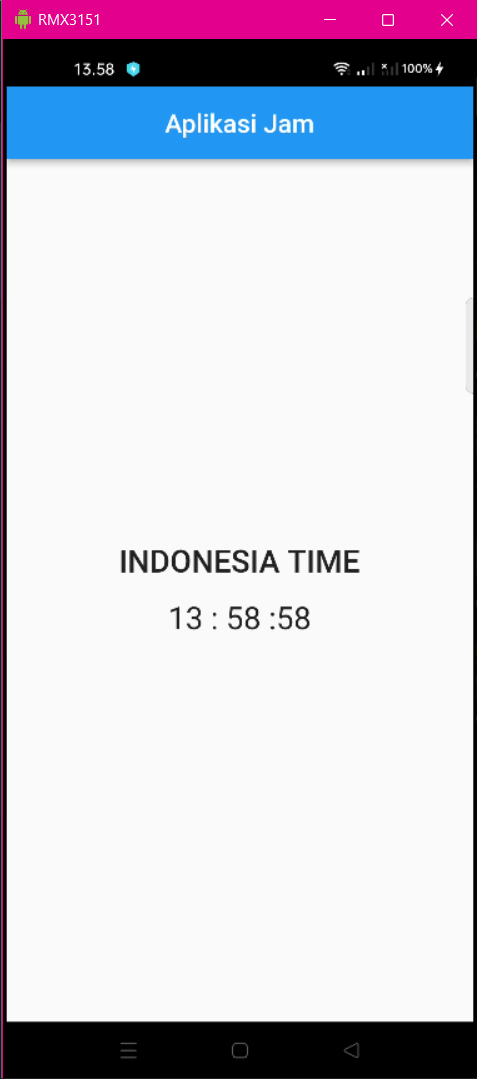 RMX3151
13.58 100%
Aplikasi Jam
INDONESIA TIME
13 : 58 :58